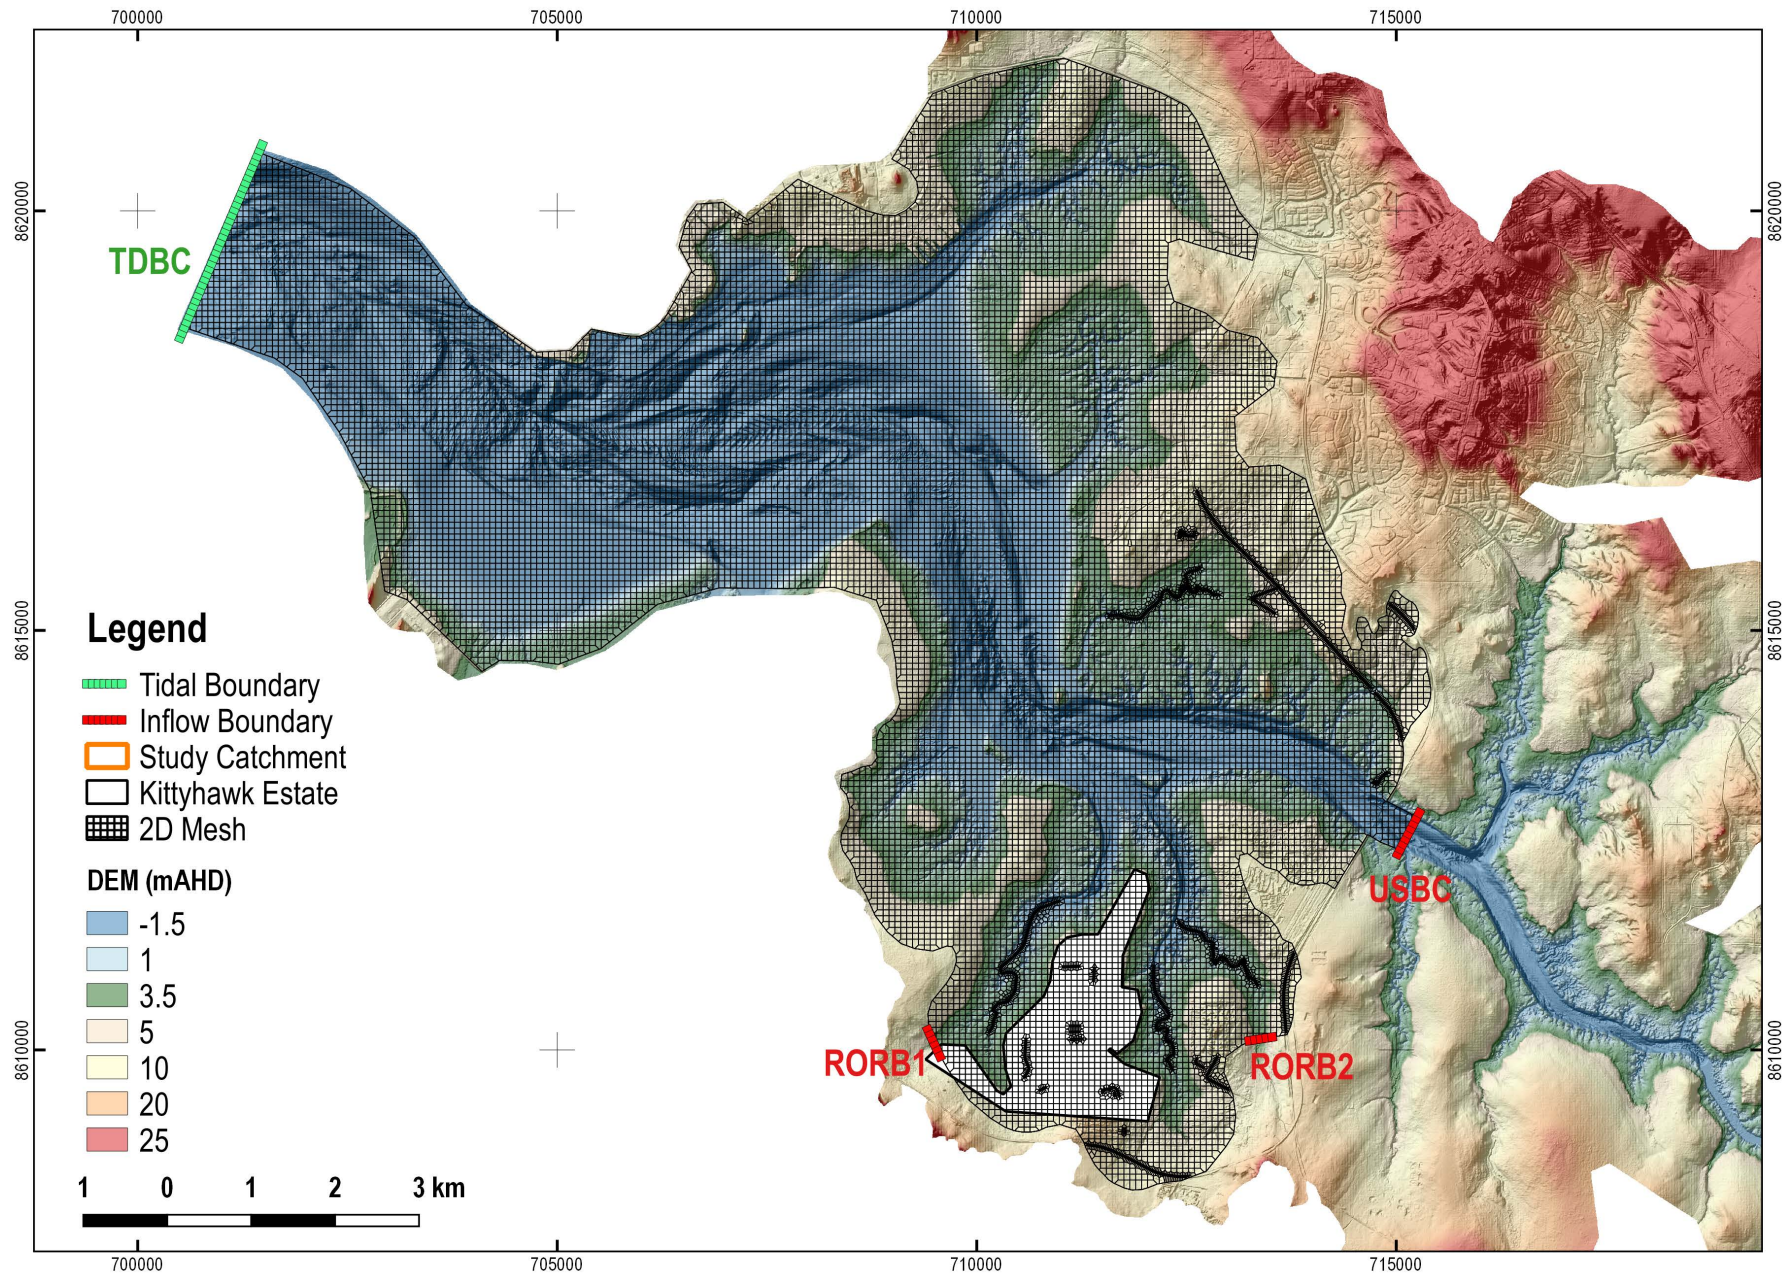 700000 705000 710000 715000
8620000 8620000
TDBC
8615000 8615000
Legend
Tidal Boundary
Inflow Boundary
Study Catchment
Kittyhawk Estate
2D Mesh
DEM (mAHD)
-1.5
1
3.5
5
10
20
25
USBC
RORB1 RORB2
8610000 8610000
1 0 1 2 3 km
700000 705000 710000 715000